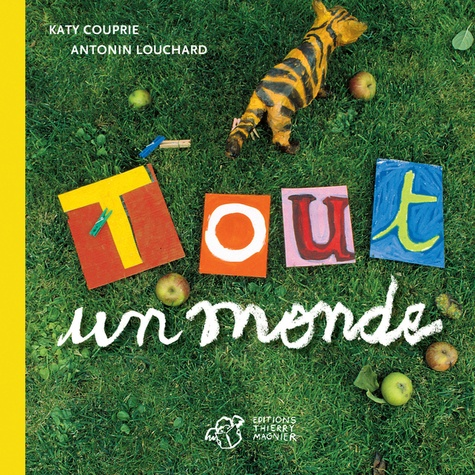 KATY COUPRIE
ANTONIN LOUCHARD
Tout
un monde
EDITIONS
THIERRY
MAGNIER